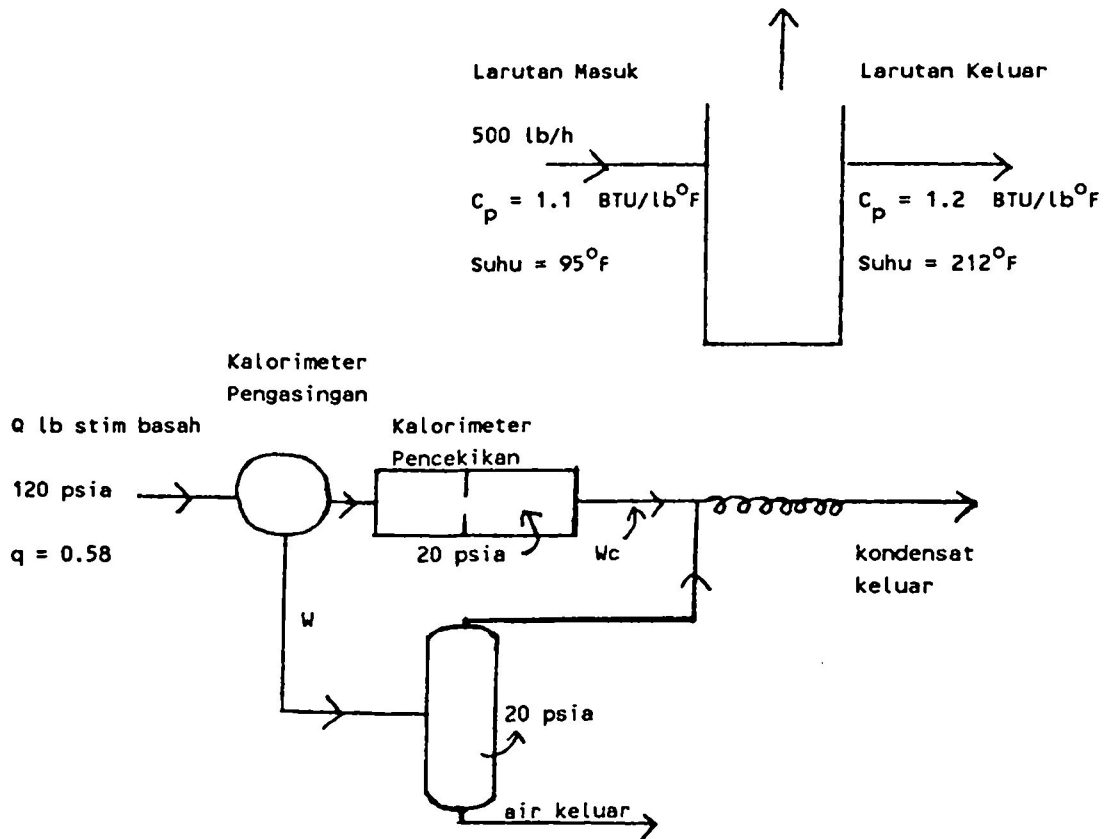 Larutan Masuk
Larutan Keluar
500 lb/h
Cp = 1.1 BTU/lb°F
Cp = 1.2 BTU/lb°F
Suhu = 95°F
Suhu = 212°F
Kalorimeter
Pengasingan
Q lb stim basah
Kalorimeter
Pencekikan
120 psia
20 psia
Wc
q = 0.58
kondensat
keluar
W
20 psia
air keluar